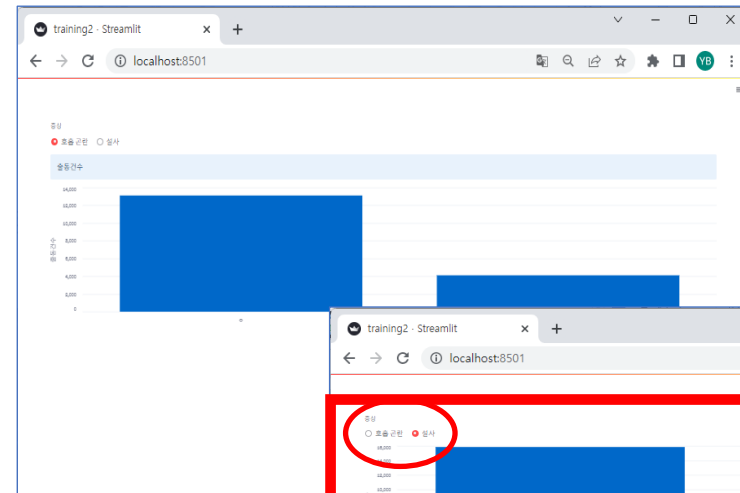 training2 · Streamlit
localhost:8501
YB
증상
호흡 곤란 설사
출동건수
14,000
12,000
10,000
8,000
6,000
4,000
2,000
0
출동건수
training2 · Streamlit
localhost:8501
증상
호흡 곤란 설사
16,000
14,000
12,000
10,000